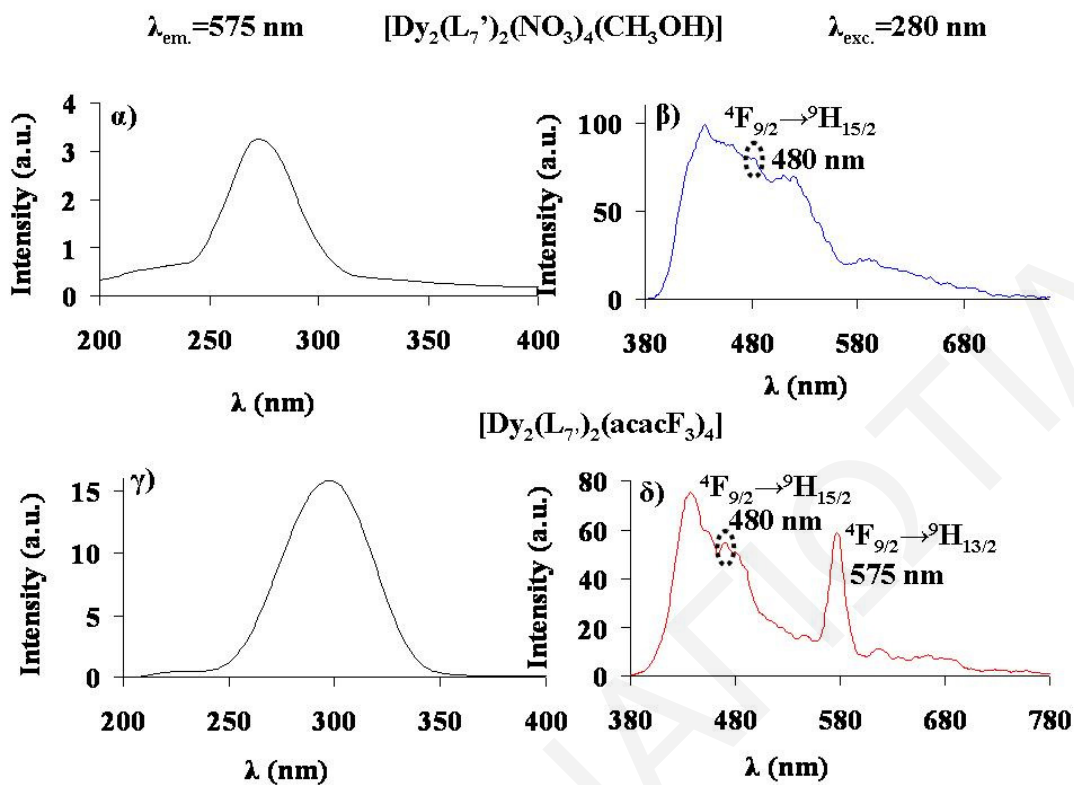 λem.=575 nm [Dy2(L7’)2(NO3)4(CH3OH)] λexc.=280 nm
α)
Intensity (a.u.)
4
3
2
1
0
200 250 300 350 400
λ (nm)
β)
4F9/2→9H15/2
480 nm
Intensity (a.u.)
100
50
0
380 480 580 680
λ (nm)
[Dy2(L7’)2(acacF3)4]
γ)
Intensity (a.u.)
15
10
5
0
200 250 300 350 400
λ (nm)
δ)
4F9/2→9H15/2
480 nm
4F9/2→9H13/2
575 nm
Intensity (a.u.)
80
60
40
20
0
380 480 580 680 780
λ (nm)